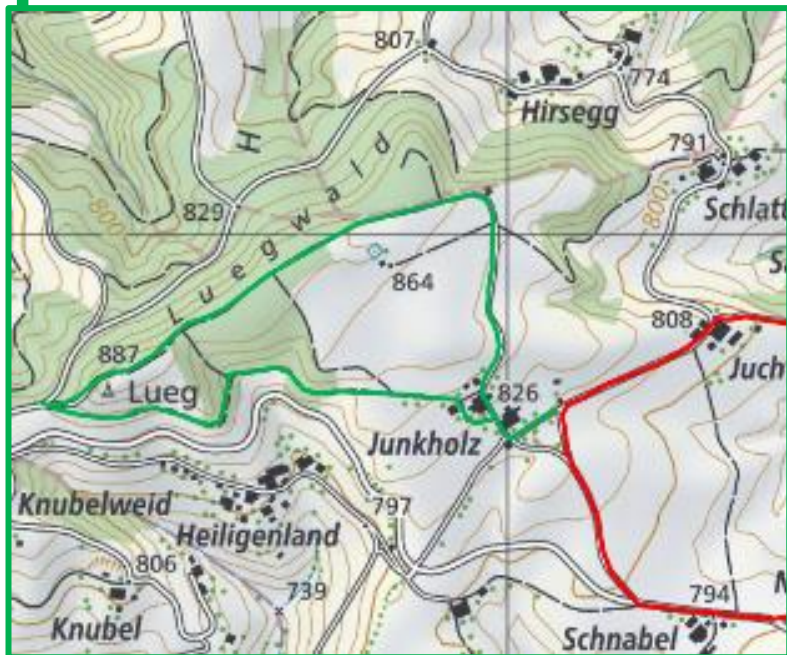 807
774
Hirsegg
H I
791
800
829
Luegwald
800
Schlatt
864
808
887
Lueg
826
Juch
Junkholz
Knubelweid
797
Heiligenland
806
739
794
Knubel
Schnabel